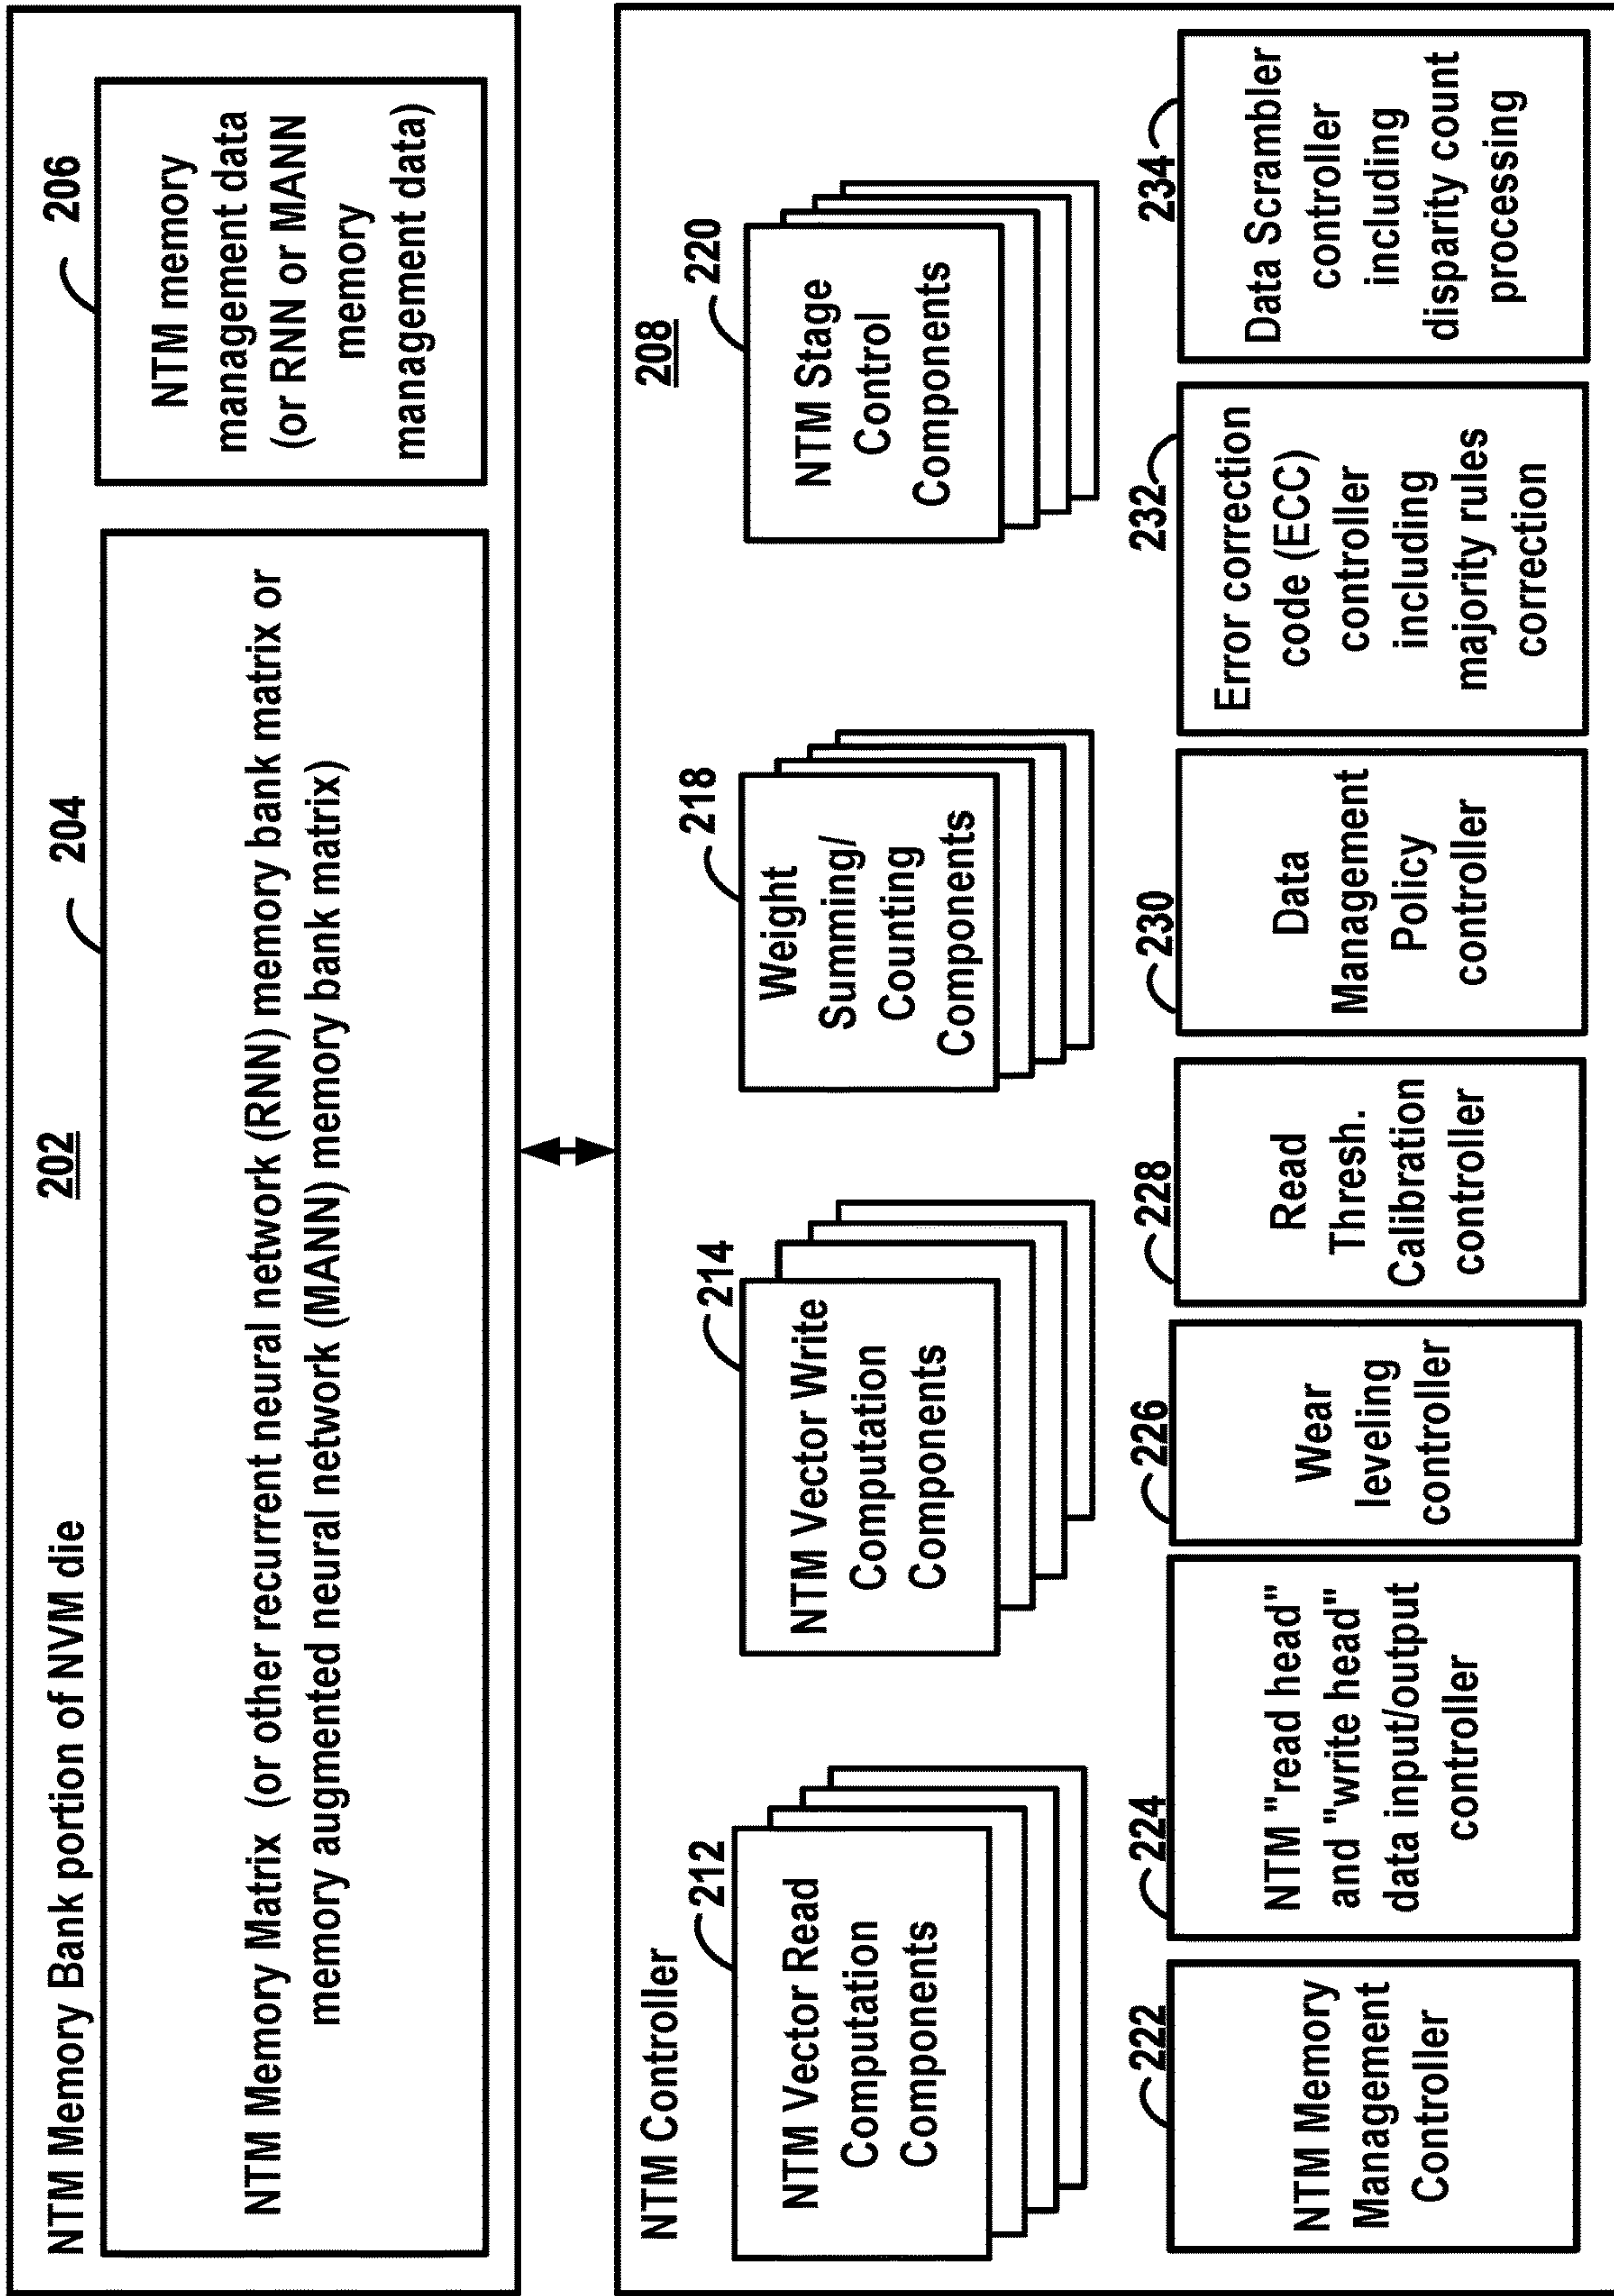 NTM Memory Bank portion of NVM die
202
204
206
NTM Memory Matrix (or other recurrent neural network (RNN) memory bank matrix or
memory augmented neural network (MANN) memory bank matrix)
NTM memory
management data
(or RNN or MANN
memory
management data)
NTM Controller
208
212
NTM Vector Read
Computation
Components
214
NTM Vector Write
Computation
Components
218
Weight
Summing/
Counting
Components
220
NTM Stage
Control
Components
222
NTM Memory
Management
Controller
224
NTM "read head"
and "write head"
data input/output
controller
226
Wear
leveling
controller
228
Read
Thresh.
Calibration
controller
230
Data
Management
Policy
controller
232
Error correction
code (ECC)
controller
including
majority rules
correction
234
Data Scrambler
controller
including
disparity count
processing